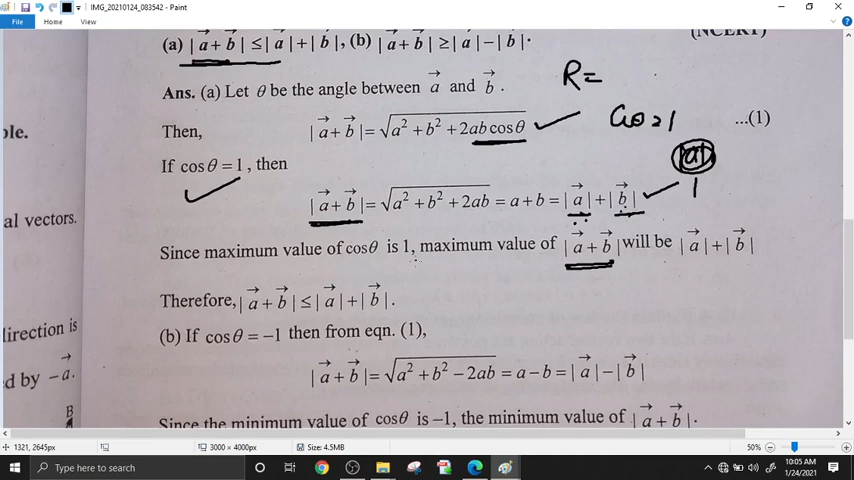 IMG_20210124_083542 - Paint
File Home View
(a) | a + b | ≤ | a | + | b |, (b) | a + b | ≥ | a | − | b |.
(NCERT)
Ans. (a) Let θ be the angle between a⃗ and b⃗.
R=
ole.
Then, | a⃗ + b⃗ | = √(a² + b² + 2ab cosθ) ...(1)
If cosθ = 1, then
|a|
1
al vectors.
| a⃗ + b⃗ | = √(a² + b² + 2ab) = a + b = | a⃗ | + | b⃗ |
Since maximum value of cosθ is 1, maximum value of | a⃗ + b⃗ | will be | a⃗ | + | b⃗ |
Therefore, | a⃗ + b⃗ | ≤ | a⃗ | + | b⃗ |.
direction is
(b) If cosθ = −1 then from eqn. (1),
ed by −a⃗.
| a⃗ + b⃗ | = √(a² + b² − 2ab) = a − b = | a⃗ | − | b⃗ |
B
Since the minimum value of cosθ is −1, the minimum value of | a⃗ + b⃗ |.
1321, 2645px 3000 × 4000px Size: 4.5MB 50%
Type here to search
10:05 AM
1/24/2021